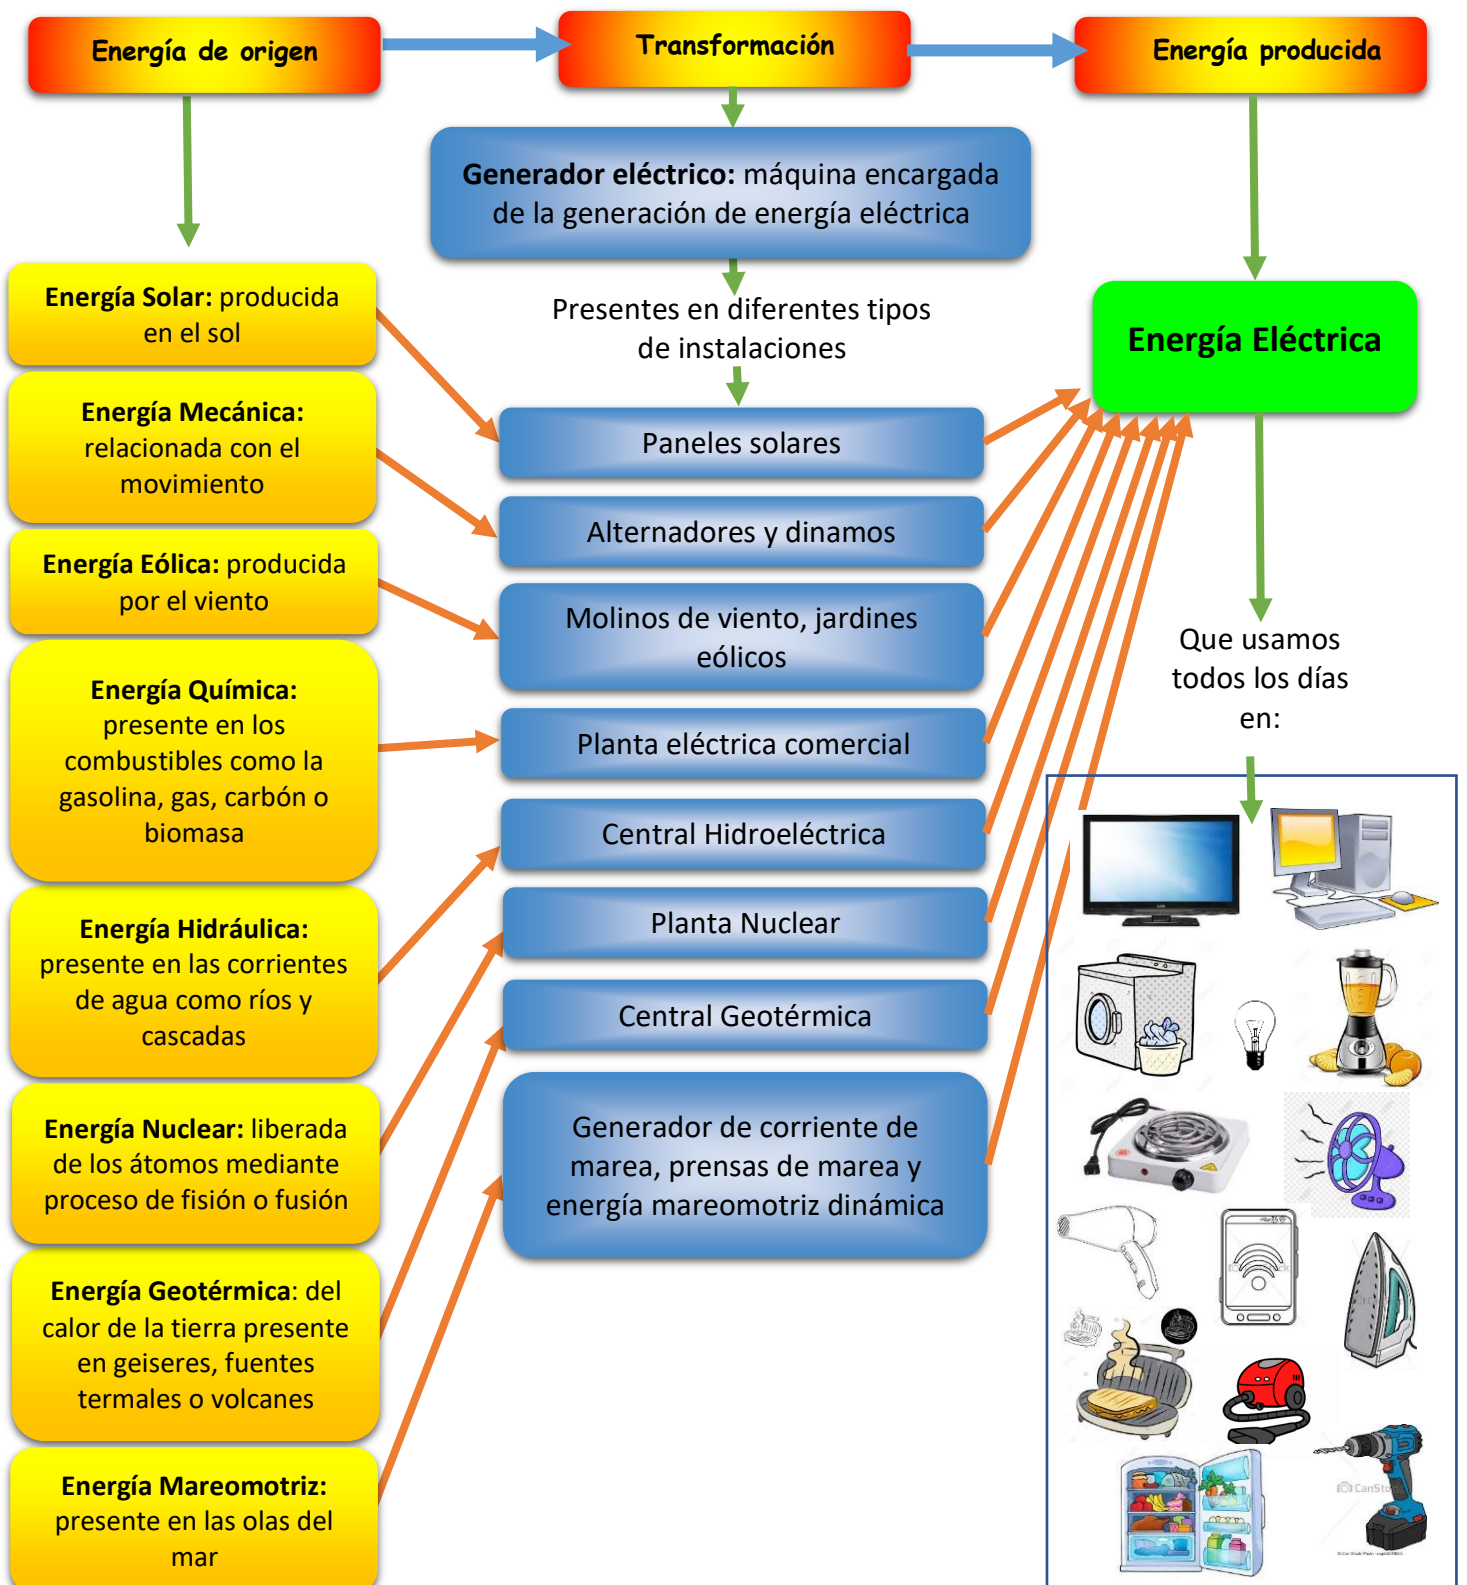 Energía de origen
Transformación
Energía producida
Generador eléctrico: máquina encargada
de la generación de energía eléctrica
Presentes en diferentes tipos
de instalaciones
Energía Solar: producida
en el sol
Energía Mecánica:
relacionada con el
movimiento
Energía Eólica: producida
por el viento
Energía Química:
presente en los
combustibles como la
gasolina, gas, carbón o
biomasa
Energía Hidráulica:
presente en las corrientes
de agua como ríos y
cascadas
Energía Nuclear: liberada
de los átomos mediante
proceso de fisión o fusión
Energía Geotérmica: del
calor de la tierra presente
en geiseres, fuentes
termales o volcanes
Energía Mareomotriz:
presente en las olas del
mar
Paneles solares
Alternadores y dinamos
Molinos de viento, jardines
eólicos
Planta eléctrica comercial
Central Hidroeléctrica
Planta Nuclear
Central Geotérmica
Generador de corriente de
marea, prensas de marea y
energía mareomotriz dinámica
Energía Eléctrica
Que usamos
todos los días
en: